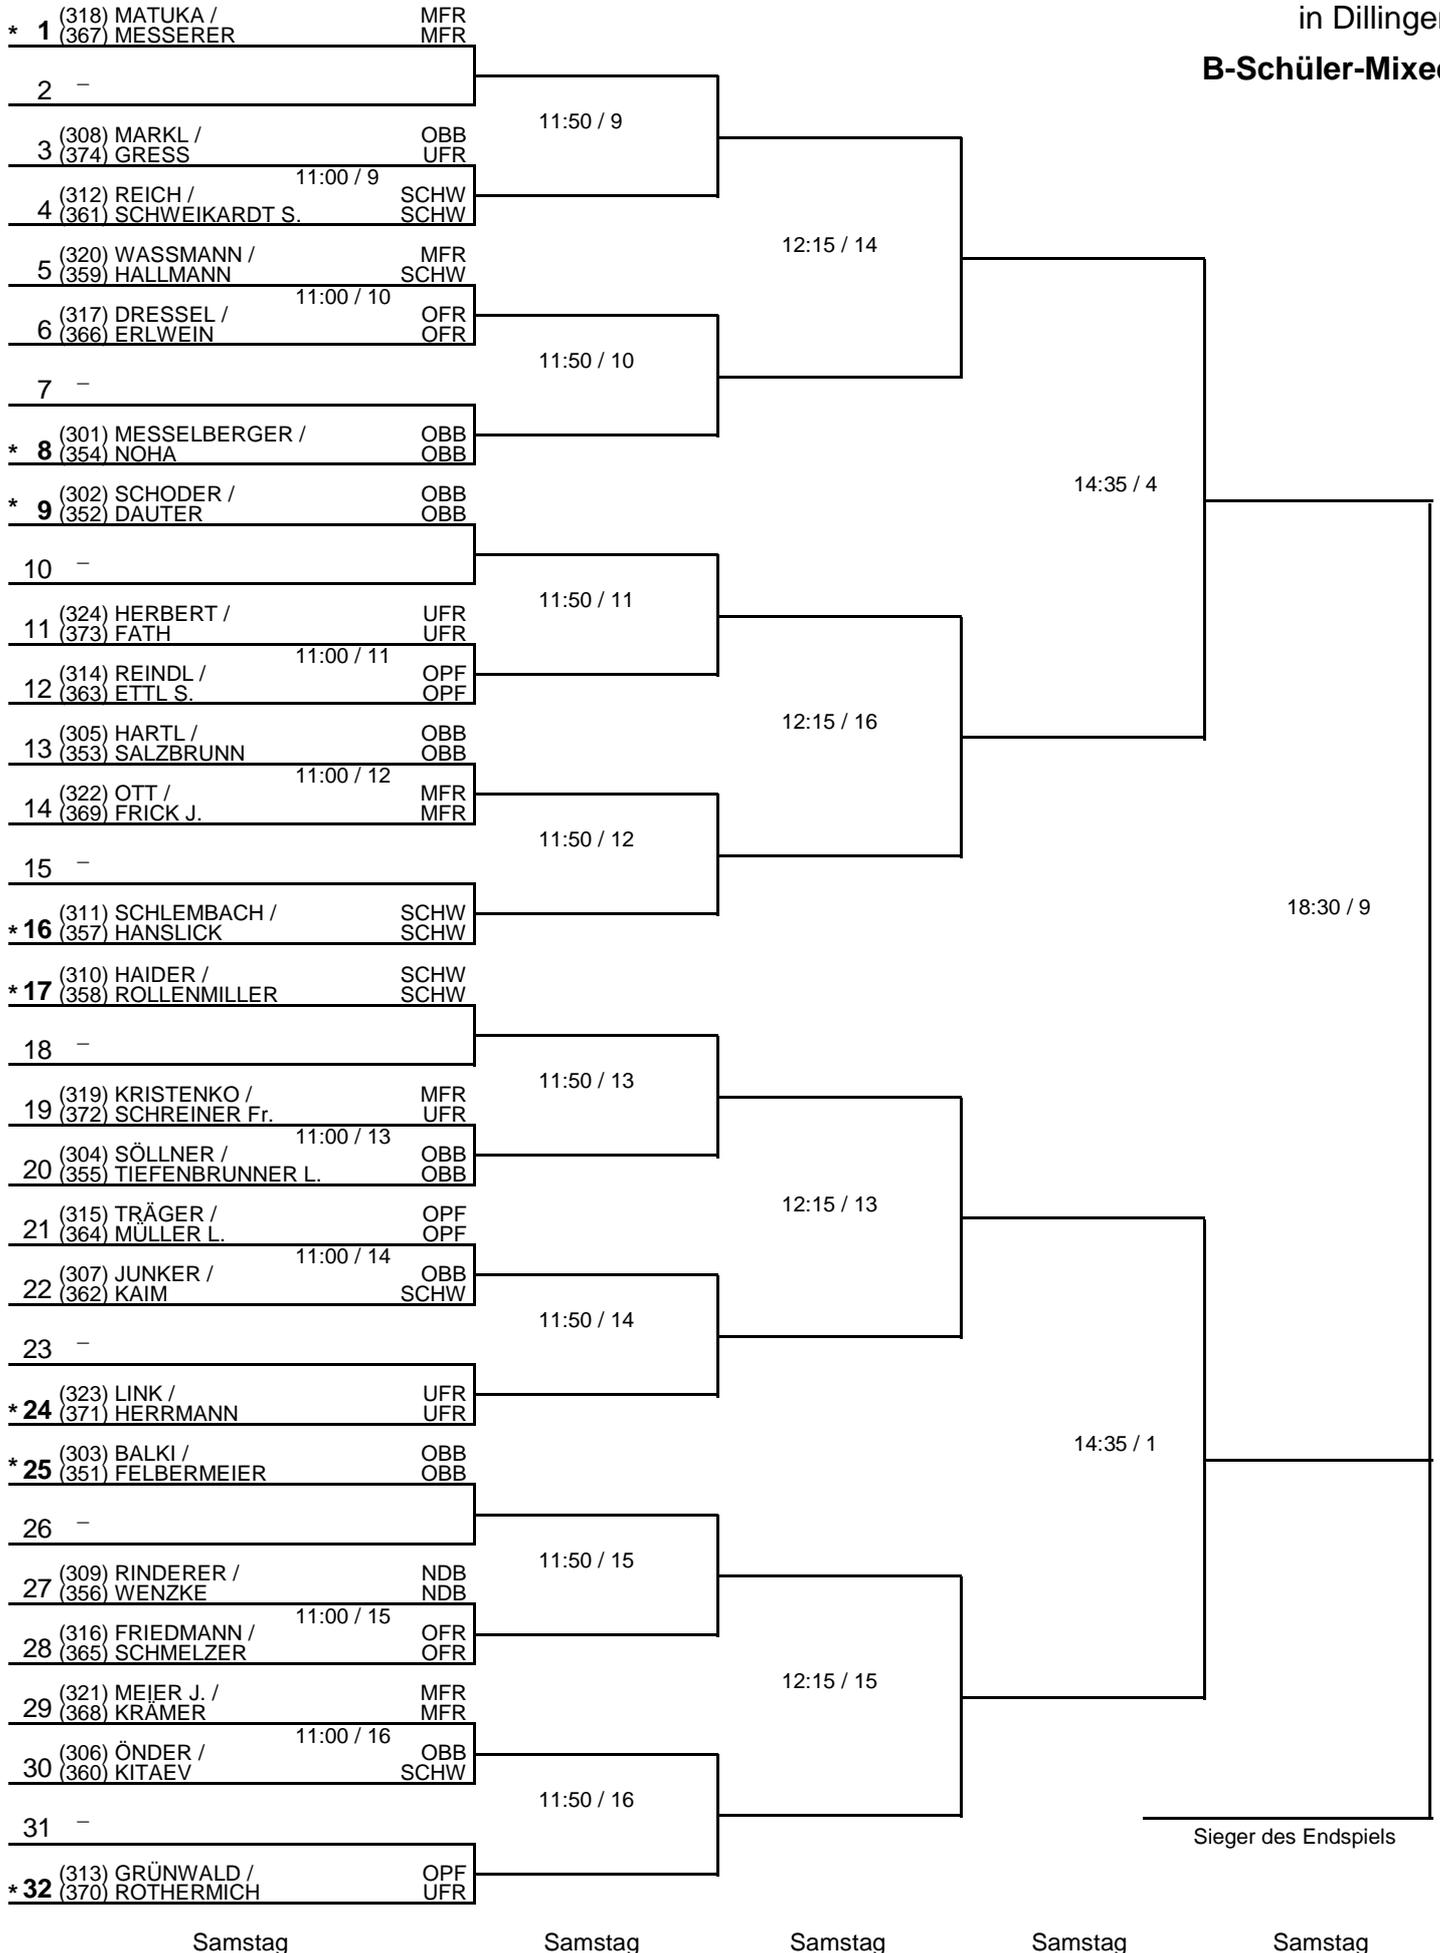 in Dillingen
B-Schüler-Mixed
(318) MATUKA / MFR
* 1 (367) MESSERER MFR
2 –
11:50 / 9
(308) MARKL / OBB
3 (374) GRESS UFR
11:00 / 9
(312) REICH / SCHW
4 (361) SCHWEIKARDT S. SCHW
12:15 / 14
(320) WASSMANN / MFR
5 (359) HALLMANN SCHW
11:00 / 10
(317) DRESSEL / OFR
6 (366) ERLWEIN OFR
11:50 / 10
7 –
(301) MESSELBERGER / OBB
* 8 (354) NOHA OBB
14:35 / 4
(302) SCHODER / OBB
* 9 (352) DAUTER OBB
10 –
11:50 / 11
(324) HERBERT / UFR
11 (373) FATH UFR
11:00 / 11
(314) REINDL / OPF
12 (363) ETTL S. OPF
12:15 / 16
(305) HARTL / OBB
13 (353) SALZBRUNN OBB
11:00 / 12
(322) OTT / MFR
14 (369) FRICK J. MFR
11:50 / 12
15 –
18:30 / 9
(311) SCHLEMBACH / SCHW
* 16 (357) HANSLICK SCHW
(310) HAIDER / SCHW
* 17 (358) ROLLENMILLER SCHW
18 –
11:50 / 13
(319) KRISTENKO / MFR
19 (372) SCHREINER Fr. UFR
11:00 / 13
(304) SÖLLNER / OBB
20 (355) TIEFENBRUNNER L. OBB
12:15 / 13
(315) TRÄGER / OPF
21 (364) MÜLLER L. OPF
11:00 / 14
(307) JUNKER / OBB
22 (362) KAIM SCHW
11:50 / 14
23 –
(323) LINK / UFR
* 24 (371) HERRMANN UFR
14:35 / 1
(303) BALKI / OBB
* 25 (351) FELBERMEIER OBB
26 –
11:50 / 15
(309) RINDERER / NDB
27 (356) WENZKE NDB
11:00 / 15
(316) FRIEDMANN / OFR
28 (365) SCHMELZER OFR
12:15 / 15
(321) MEIER J. / MFR
29 (368) KRÄMER MFR
11:00 / 16
(306) ÖNDER / OBB
30 (360) KITAEV SCHW
11:50 / 16
31 –
Sieger des Endspiels
(313) GRÜNWALD / OPF
* 32 (370) ROTHERMICH UFR
Samstag Samstag Samstag Samstag Samstag